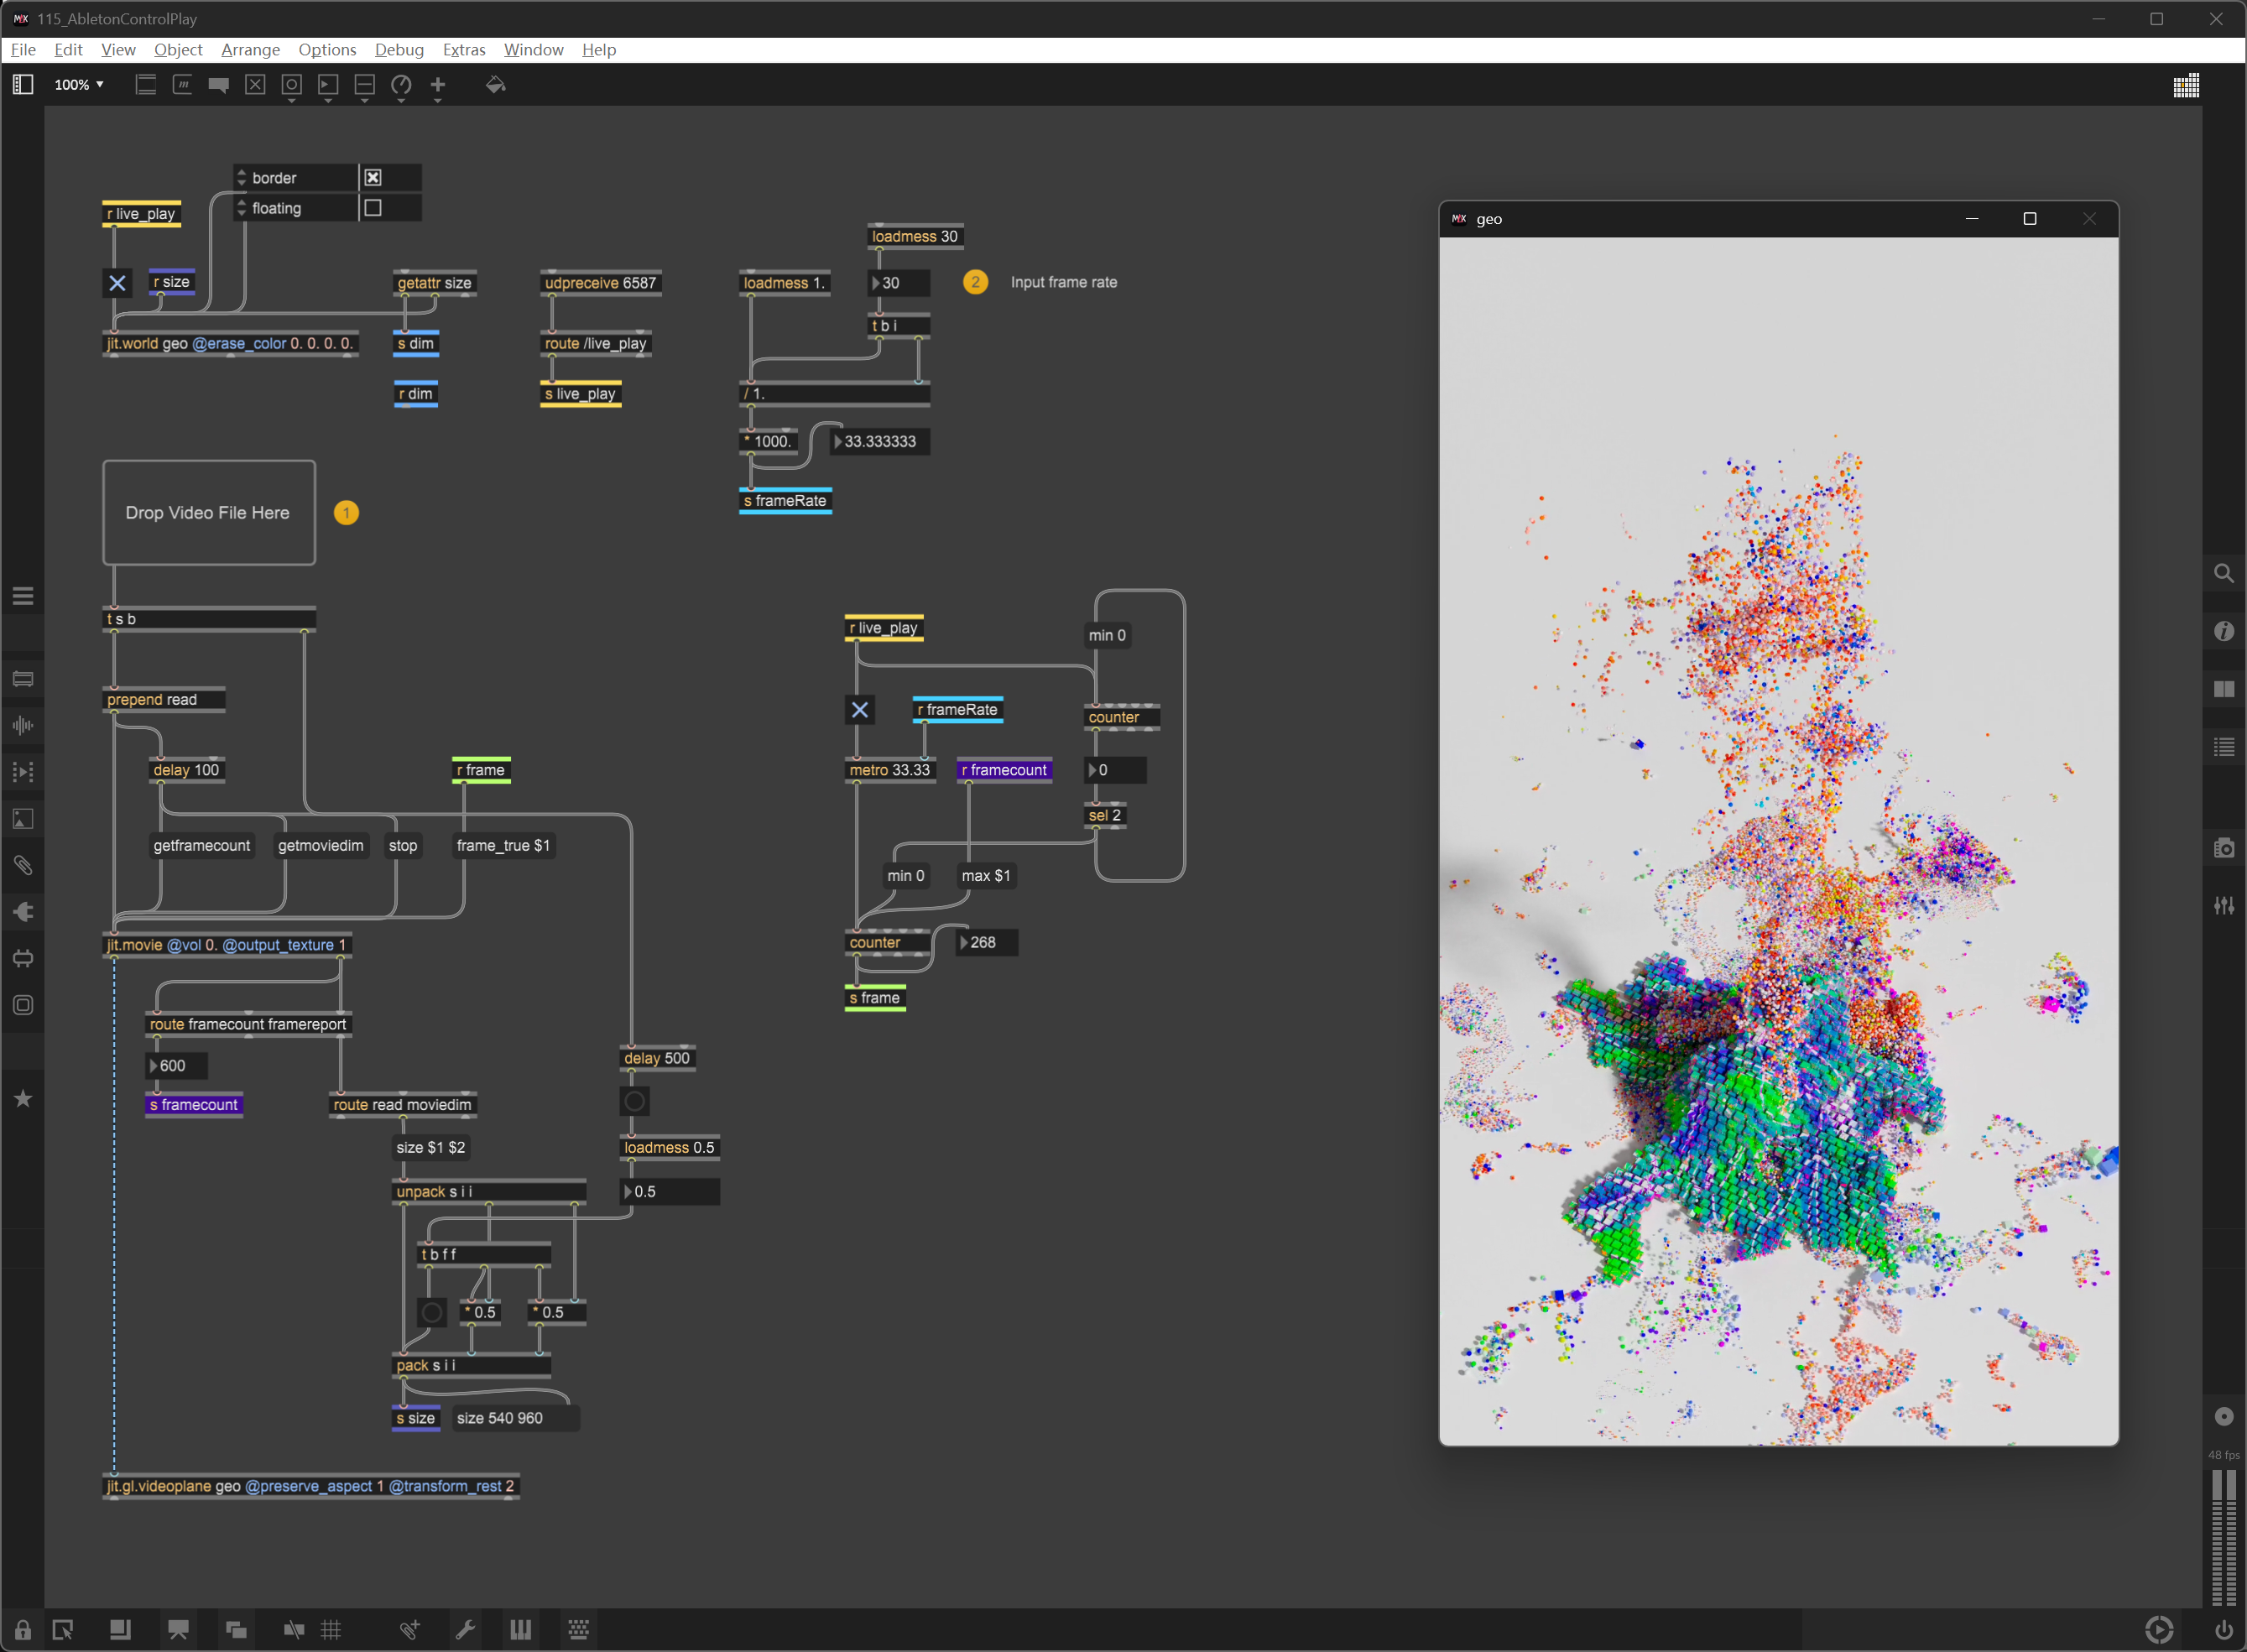 115_AbletonControlPlay
File Edit View Object Arrange Options Debug Extras Window Help
100%
border
floating
r live_play
r size
getattr size
udpreceive 6587
loadmess 1.
loadmess 30
30
2
Input frame rate
t b i
jit.world geo @erase_color 0. 0. 0. 0.
s dim
route /live_play
r dim
s live_play
/ 1.
* 1000.
33.333333
s frameRate
Drop Video File Here
1
t s b
prepend read
delay 100
r frame
getframecount
getmoviedim
stop
frame_true $1
jit.movie @vol 0. @output_texture 1
route framecount framereport
600
s framecount
route read moviedim
size $1 $2
unpack s i i
delay 500
loadmess 0.5
0.5
t b f f
* 0.5
* 0.5
pack s i i
s size
size 540 960
jit.gl.videoplane geo @preserve_aspect 1 @transform_rest 2
r live_play
min 0
r frameRate
counter
metro 33.33
r framecount
0
sel 2
min 0
max $1
counter
268
s frame
geo
48 fps